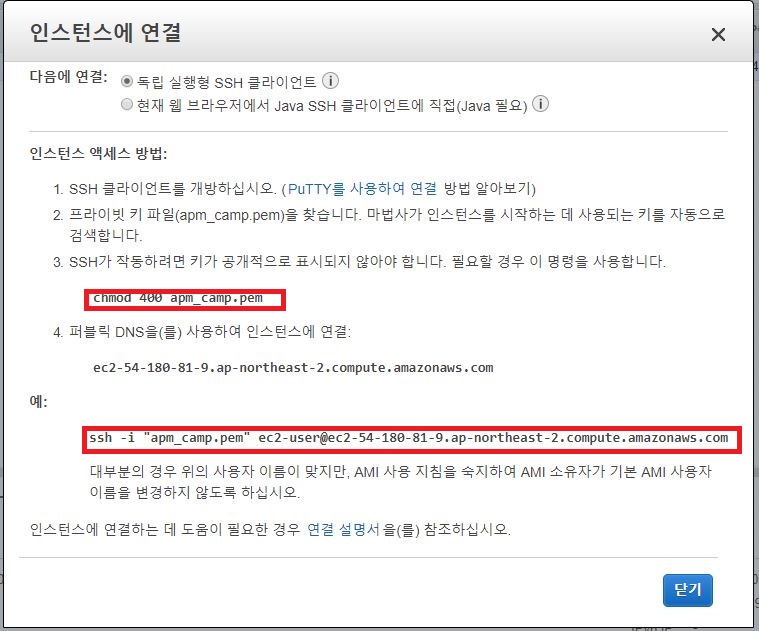 인스턴스에 연결
다음에 연결: 독립 실행형 SSH 클라이언트
현재 웹 브라우저에서 Java SSH 클라이언트에 직접(Java 필요)
인스턴스 액세스 방법:
1. SSH 클라이언트를 개방하십시오. (PuTTY를 사용하여 연결 방법 알아보기)
2. 프라이빗 키 파일(apm_camp.pem)을 찾습니다. 마법사가 인스턴스를 시작하는 데 사용되는 키를 자동으로
검색합니다.
3. SSH가 작동하려면 키가 공개적으로 표시되지 않아야 합니다. 필요할 경우 이 명령을 사용합니다.
chmod 400 apm_camp.pem
4. 퍼블릭 DNS을(를) 사용하여 인스턴스에 연결:
ec2-54-180-81-9.ap-northeast-2.compute.amazonaws.com
예:
ssh -i "apm_camp.pem" ec2-user@ec2-54-180-81-9.ap-northeast-2.compute.amazonaws.com
대부분의 경우 위의 사용자 이름이 맞지만, AMI 사용 지침을 숙지하여 AMI 소유자가 기본 AMI 사용자
이름을 변경하지 않도록 하십시오.
인스턴스에 연결하는 데 도움이 필요한 경우 연결 설명서을(를) 참조하십시오.
닫기